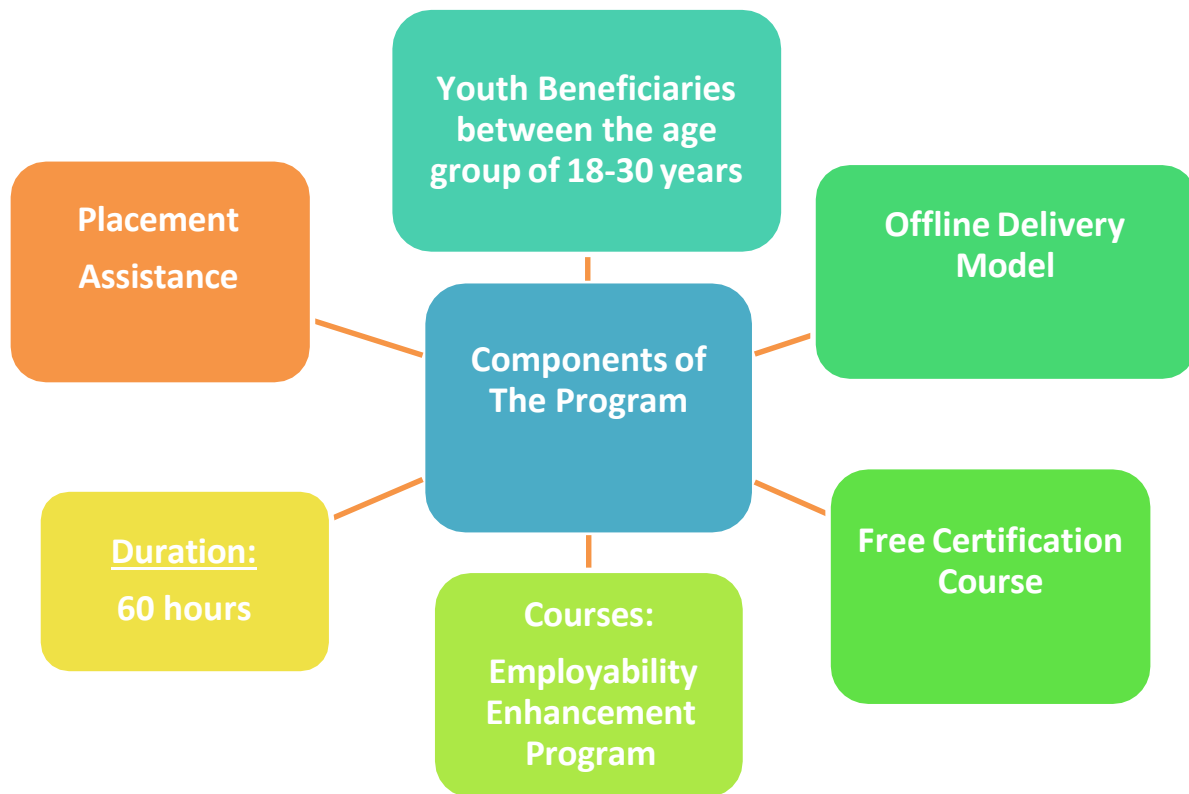 Youth Beneficiaries
between the age
group of 18-30 years
Placement
Assistance
Offline Delivery
Model
Components of
The Program
Duration:
60 hours
Free Certification
Course
Courses:
Employability
Enhancement
Program